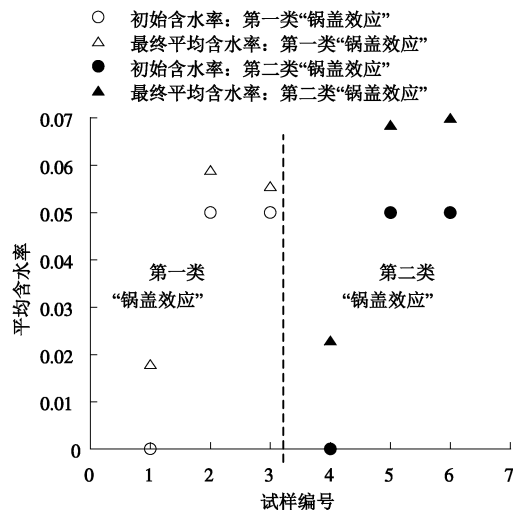 初始含水率：第一类“锅盖效应”
最终平均含水率：第一类“锅盖效应”
初始含水率：第二类“锅盖效应”
最终平均含水率：第二类“锅盖效应”
平均含水率
0.07
0.06
0.05
0.04
0.03
0.02
0.01
0
第一类
“锅盖效应”
第二类
“锅盖效应”
0 1 2 3 4 5 6 7
试样编号